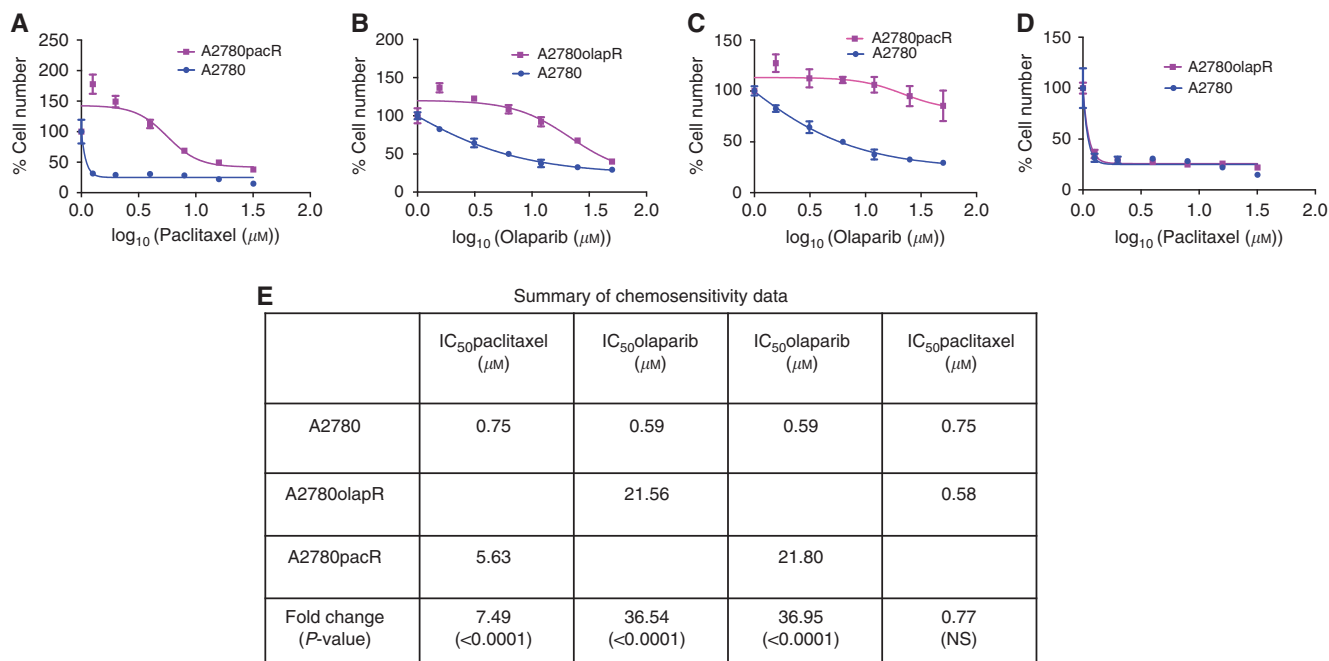 A
250
200
150
100
50
0
0.0 0.5 1.0 1.5 2.0
% Cell number
log10 (Paclitaxel (μM))
A2780pacR
A2780
B
200
150
100
50
0
0.0 0.5 1.0 1.5 2.0
% Cell number
log10 (Olaparib (μM))
A2780olapR
A2780
C
150
100
50
0
0.0 0.5 1.0 1.5 2.0
% Cell number
log10 (Olaparib (μM))
A2780pacR
A2780
D
150
100
50
0
0.0 0.5 1.0 1.5 2.0
% Cell number
log10 (Paclitaxel (μM))
A2780olapR
A2780
E
Summary of chemosensitivity data
IC50paclitaxel IC50olaparib IC50olaparib IC50paclitaxel
(μM) (μM) (μM) (μM)
A2780 0.75 0.59 0.59 0.75
A2780olapR 21.56 0.58
A2780pacR 5.63 21.80
Fold change 7.49 36.54 36.95 0.77
(P-value) (<0.0001) (<0.0001) (<0.0001) (NS)